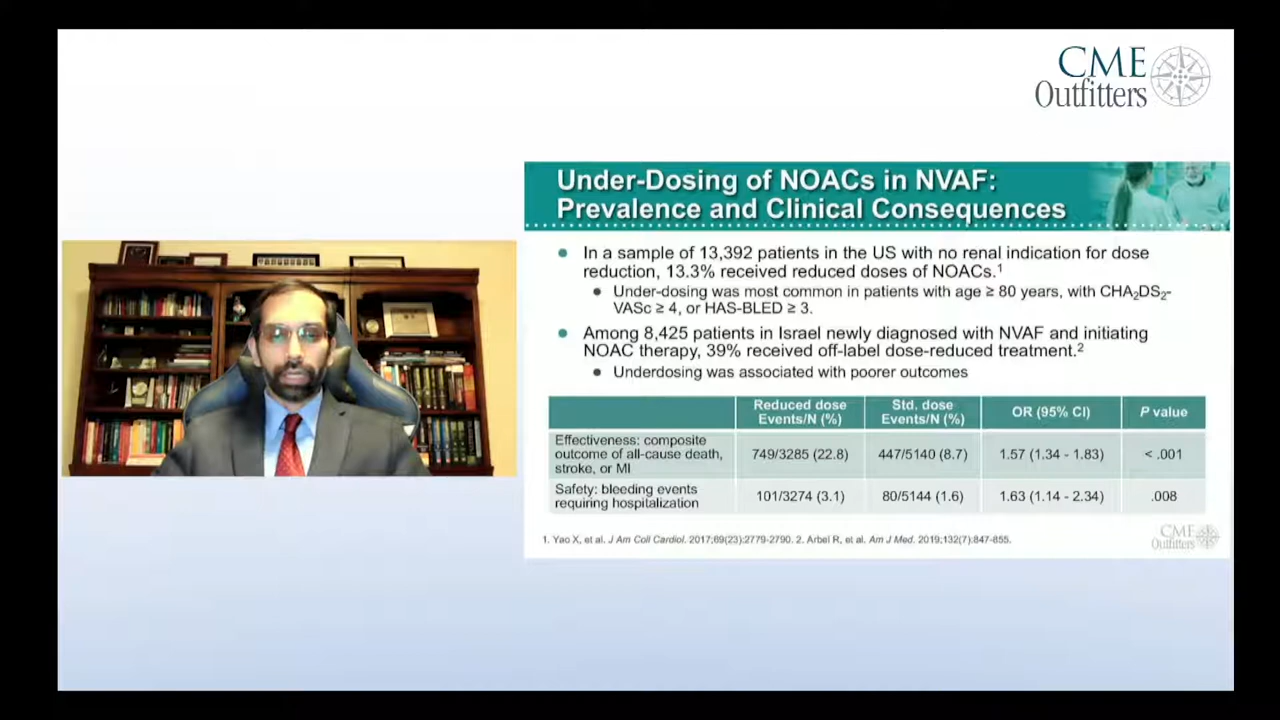 CME
Outfitters
Under-Dosing of NOACs in NVAF:
Prevalence and Clinical Consequences
• In a sample of 13,392 patients in the US with no renal indication for dose
reduction, 13.3% received reduced doses of NOACs.1
• Under-dosing was most common in patients with age ≥ 80 years, with CHA2DS2-
VASc ≥ 4, or HAS-BLED ≥ 3.
• Among 8,425 patients in Israel newly diagnosed with NVAF and initiating
NOAC therapy, 39% received off-label dose-reduced treatment.2
• Underdosing was associated with poorer outcomes
Reduced dose Events/N (%) Std. dose Events/N (%) OR (95% CI) P value
Effectiveness: composite
outcome of all-cause death,
stroke, or MI
749/3285 (22.8) 447/5140 (8.7) 1.57 (1.34 - 1.83) < .001
Safety: bleeding events
requiring hospitalization
101/3274 (3.1) 80/5144 (1.6) 1.63 (1.14 - 2.34) .008
1. Yao X, et al. J Am Coll Cardiol. 2017;69(23):2779-2790. 2. Arbel R, et al. Am J Med. 2019;132(7):847-855.
CME
Outfitters